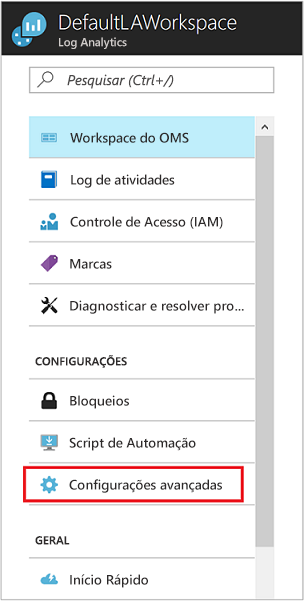 DefaultLAWorkspace
Log Analytics
Pesquisar (Ctrl+/)
Workspace do OMS
Log de atividades
Controle de Acesso (IAM)
Marcas
Diagnosticar e resolver pro...
CONFIGURAÇÕES
Bloqueios
Script de Automação
Configurações avançadas
GERAL
Início Rápido